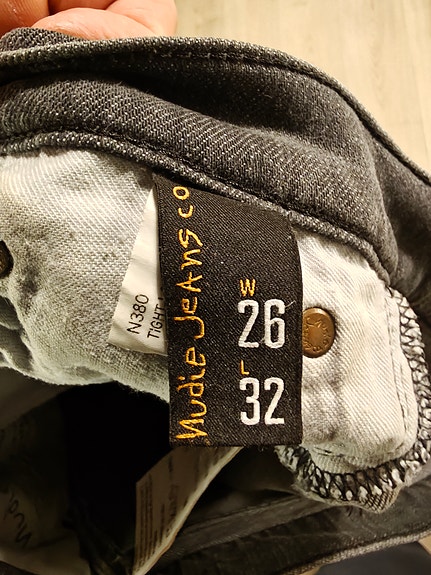 Nudie Jeans co
W
26
L
32
N380
TIGHT